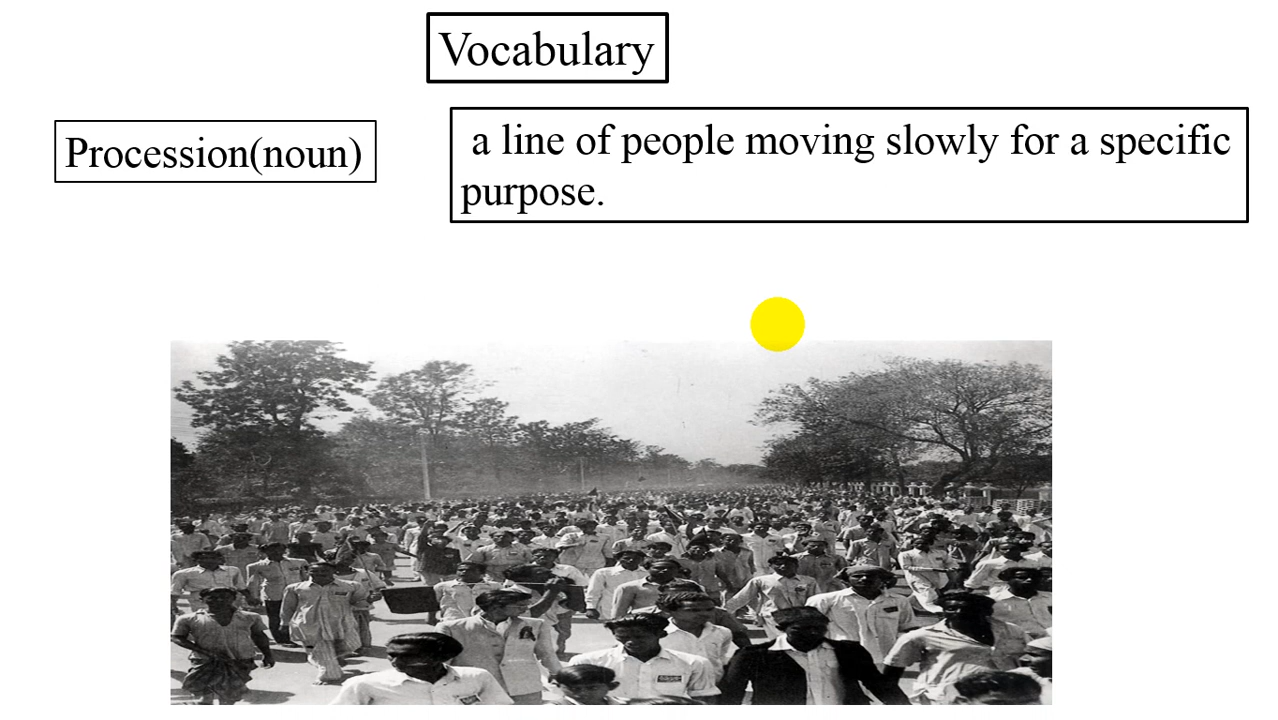 Vocabulary
Procession(noun)
a line of people moving slowly for a specific
purpose.